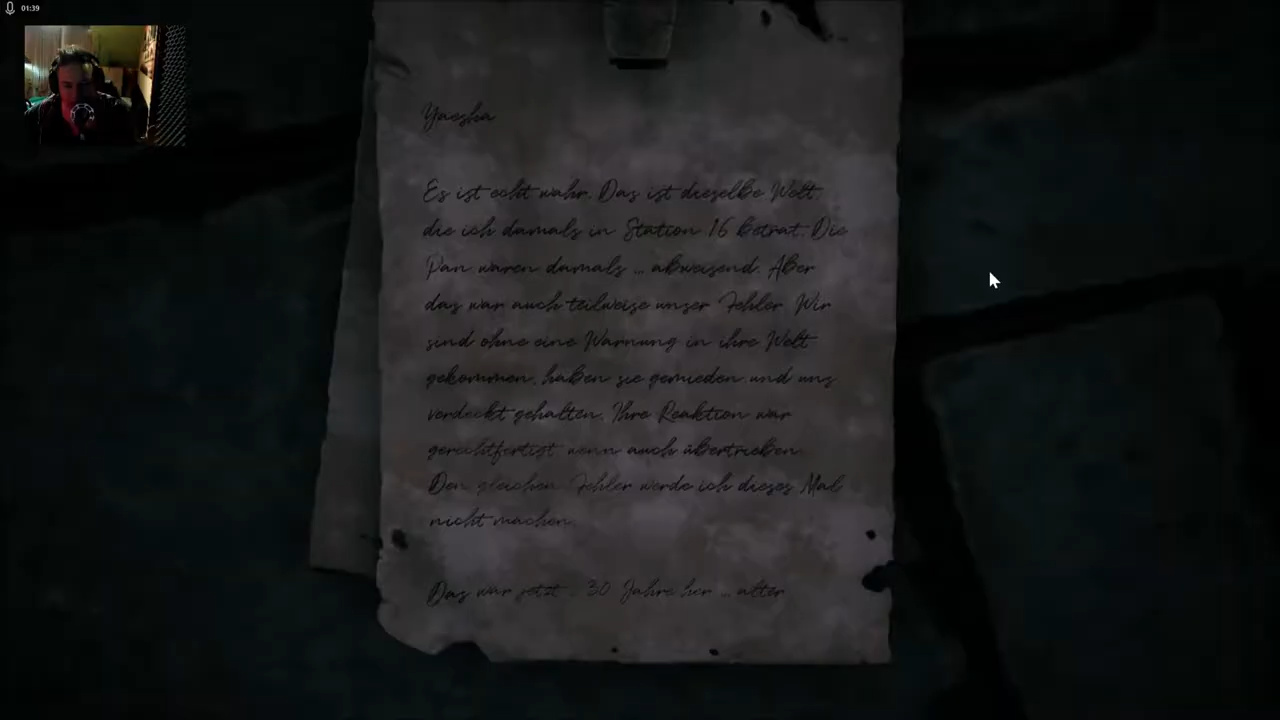 01:39
Yaesha
Es ist echt wahr. Das ist dieselbe Welt,
die ich damals in Station 16 betrat. Die
Pan waren damals ... abweisend. Aber
das war auch teilweise unser Fehler. Wir
sind ohne eine Warnung in ihre Welt
gekommen, haben sie gemieden und uns
verdeckt gehalten. Ihre Reaktion war
gerechtfertigt wenn auch übertrieben.
Den gleichen Fehler werde ich dieses Mal
nicht machen.
Das war jetzt ... 30 Jahre her ... alter